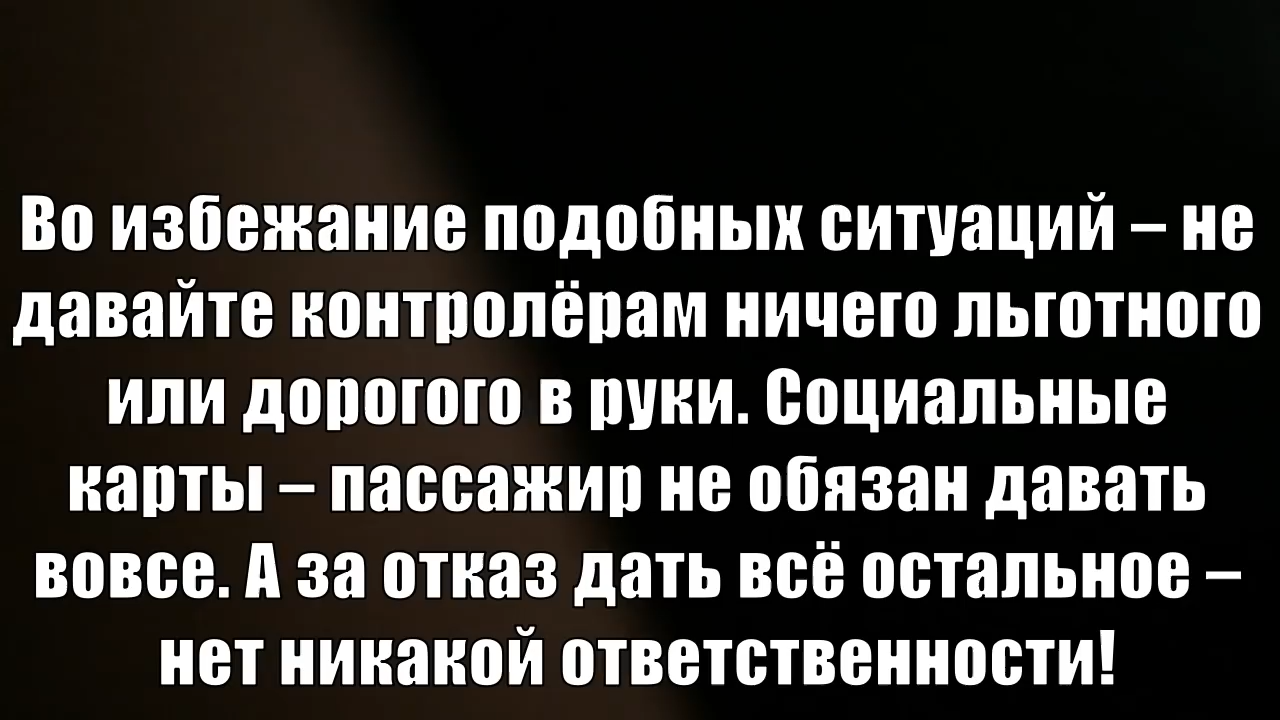 Во избежание подобных ситуаций – не
давайте контролёрам ничего льготного
или дорогого в руки. Социальные
карты – пассажир не обязан давать
вовсе. А за отказ дать всё остальное –
нет никакой ответственности!